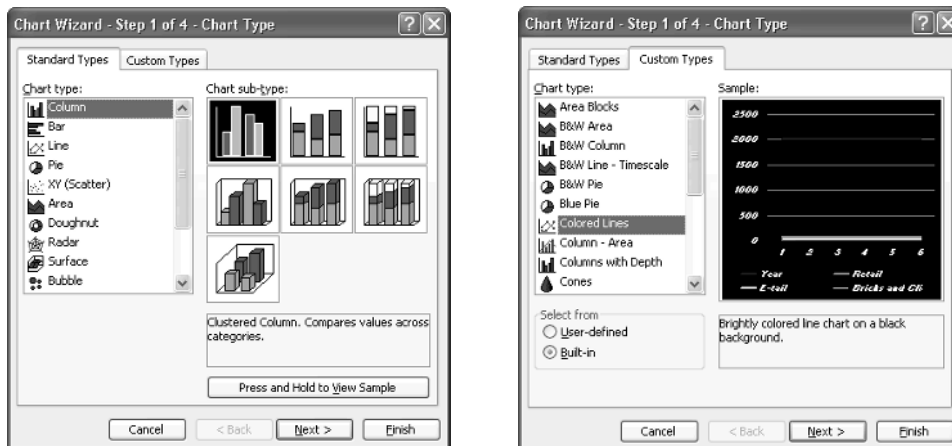 Chart Wizard - Step 1 of 4 - Chart Type
Standard Types
Custom Types
Chart type:
Column
Bar
Line
Pie
XY (Scatter)
Area
Doughnut
Radar
Surface
Bubble
Chart sub-type:
Clustered Column. Compares values across
categories.
Press and Hold to View Sample
Cancel
< Back
Next >
Finish
Chart Wizard - Step 1 of 4 - Chart Type
Standard Types
Custom Types
Chart type:
Area Blocks
B&W Area
B&W Column
B&W Line - Timescale
B&W Pie
Blue Pie
Colored Lines
Column - Area
Columns with Depth
Cones
Select from
User-defined
Built-in
Sample:
2500
2000
1500
1000
500
0
1 2 3 4 5 6
Year Retail
E-tail Bricks and Cli
Brightly colored line chart on a black
background.
Cancel
< Back
Next >
Finish